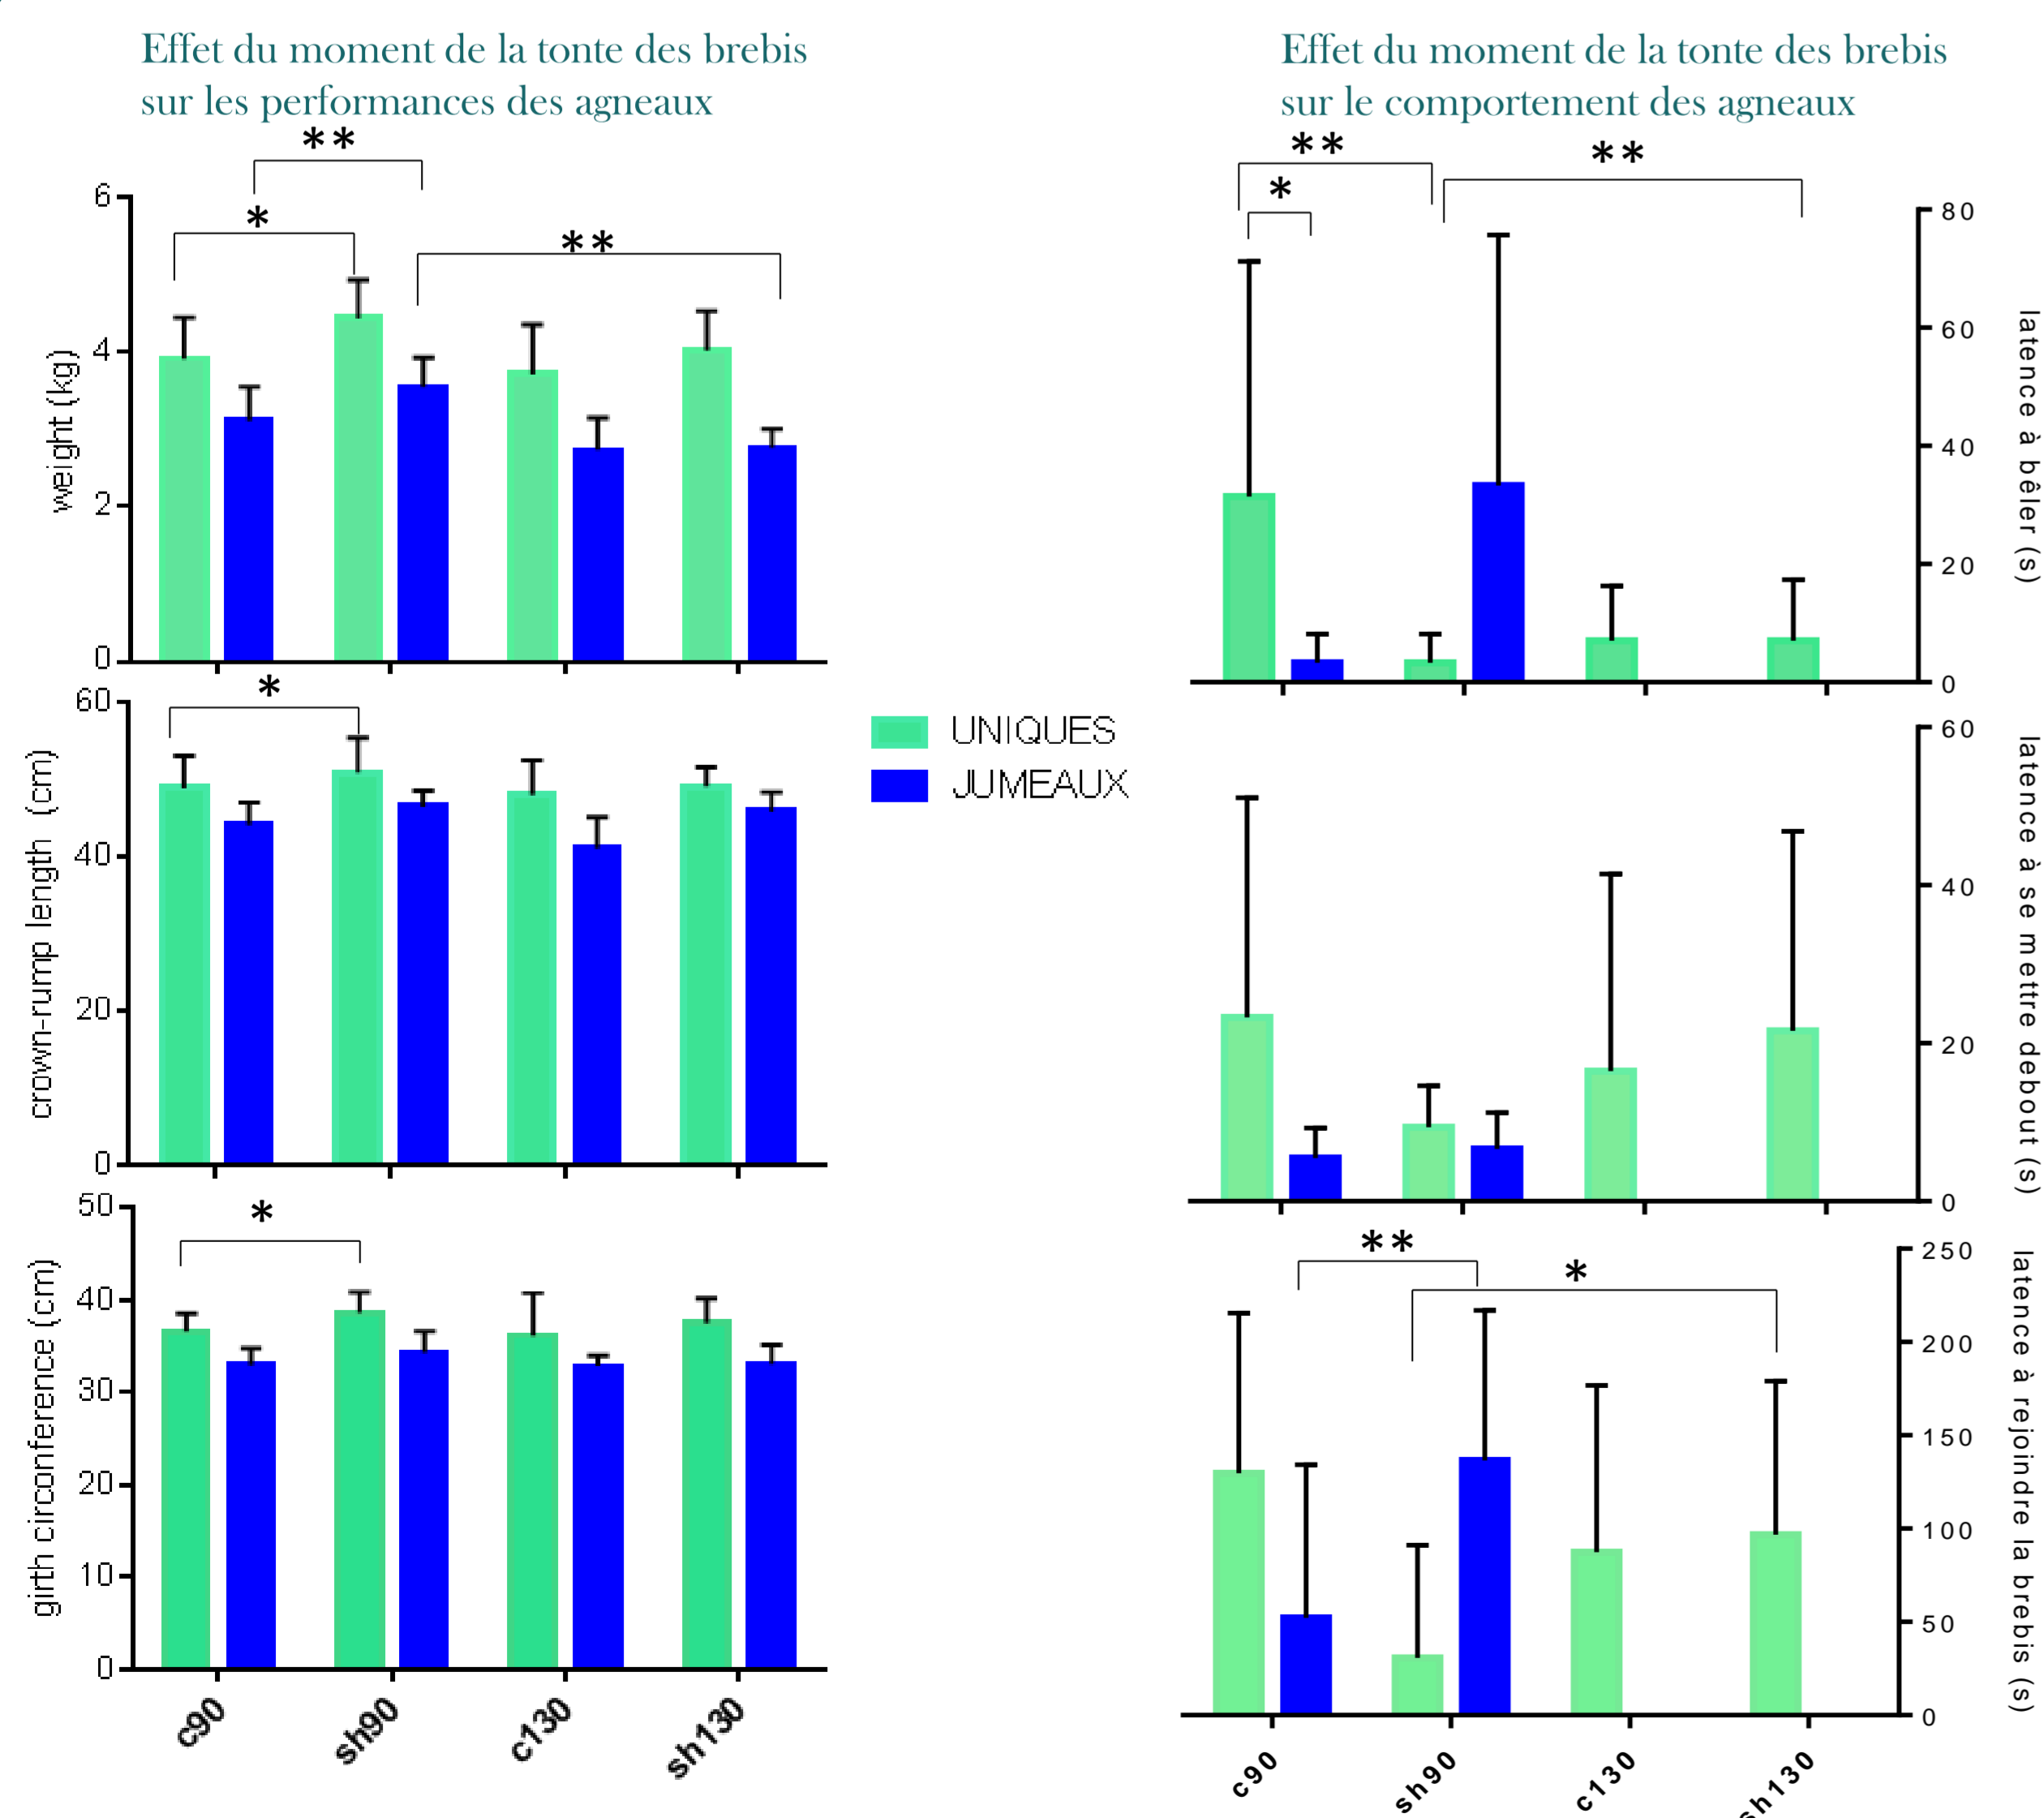 Effet du moment de la tonte des brebis
sur les performances des agneaux
**
*
**
6
4
2
0
weight (kg)
*
60
40
20
0
crown-rump length (cm)
*
50
40
30
20
10
0
girth circonference (cm)
c90
sh90
c130
sh130
UNIQUES
JUMEAUX
Effet du moment de la tonte des brebis
sur le comportement des agneaux
**
*
**
80
60
40
20
0
latence à bêler (s)
60
40
20
0
latence à se mettre debout (s)
**
*
250
200
150
100
50
0
latence à rejoindre la brebis (s)
c90
sh90
c130
sh130